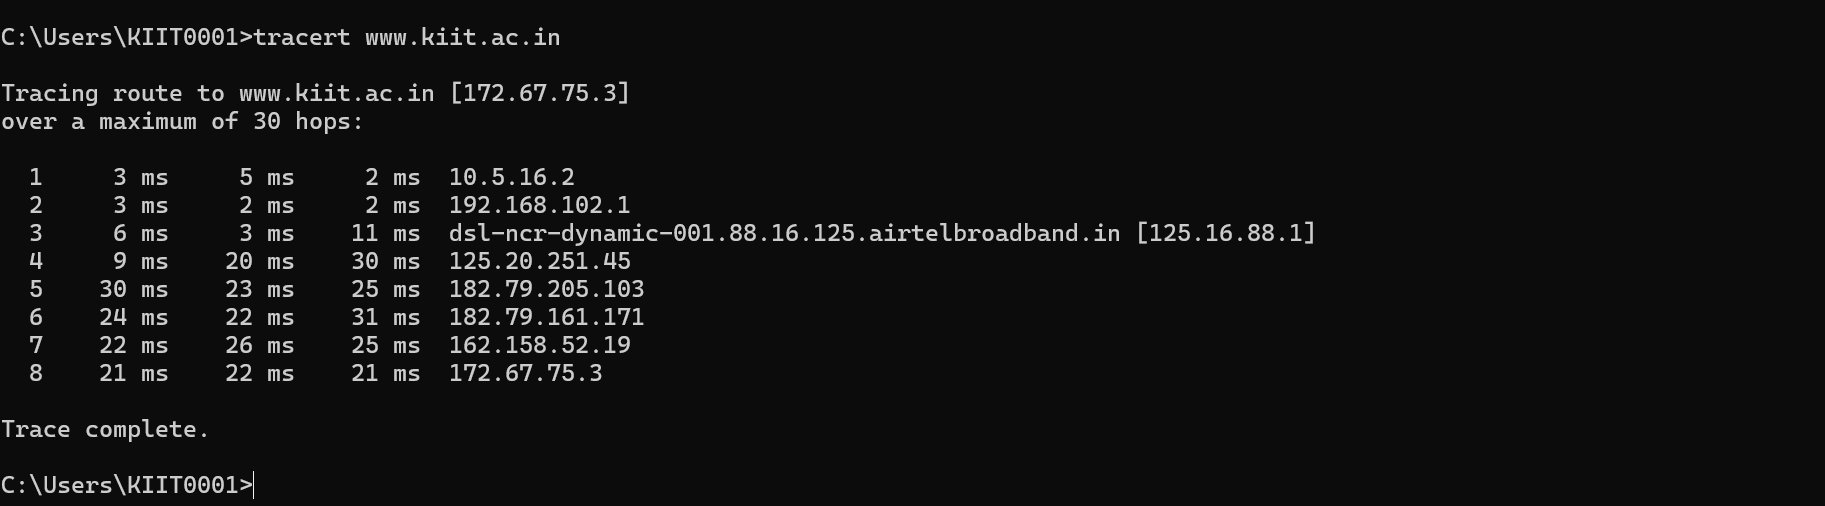 C:\Users\KIIT0001>tracert www.kiit.ac.in
Tracing route to www.kiit.ac.in [172.67.75.3]
over a maximum of 30 hops:
1 3 ms 5 ms 2 ms 10.5.16.2
2 3 ms 2 ms 2 ms 192.168.102.1
3 6 ms 3 ms 11 ms dsl-ncr-dynamic-001.88.16.125.airtelbroadband.in [125.16.88.1]
4 9 ms 20 ms 30 ms 125.20.251.45
5 30 ms 23 ms 25 ms 182.79.205.103
6 24 ms 22 ms 31 ms 182.79.161.171
7 22 ms 26 ms 25 ms 162.158.52.19
8 21 ms 22 ms 21 ms 172.67.75.3
Trace complete.
C:\Users\KIIT0001>